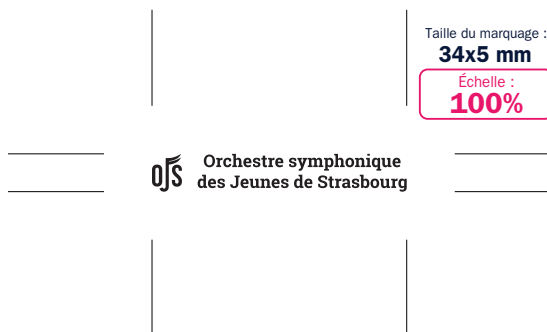 Taille du marquage :
34x5 mm
Échelle :
100%
OJS
Orchestre symphonique
des Jeunes de Strasbourg